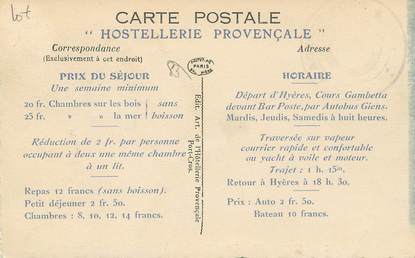 lot
CARTE POSTALE
" HOSTELLERIE PROVENÇALE "
Correspondance
(Exclusivement à cet endroit)
Adresse
83
PARIS
PRIX DU SÉJOUR
Une semaine minimum
20 fr. Chambres sur les bois } sans
25 fr. » la mer } boisson
Réduction de 2 fr. par personne
occupant à deux une même chambre
à un lit.
Repas 12 francs (sans boisson).
Petit déjeuner 2 fr. 50.
Chambres : 8, 10, 12, 14 francs.
Edit. Art. de l'Hôtellerie Provençale
Port-Cros.
HORAIRE
Départ d'Hyères, Cours Gambetta
devant Bar Poste, par Autobus Giens.
Mardis, Jeudis, Samedis à huit heures.
Traversée sur vapeur
courrier rapide et confortable
ou yacht à voile et moteur.
Trajet : 1 h. 15m.
Retour à Hyères à 18 h. 30.
Prix : Auto 2 fr. 50.
Bateau 10 francs.